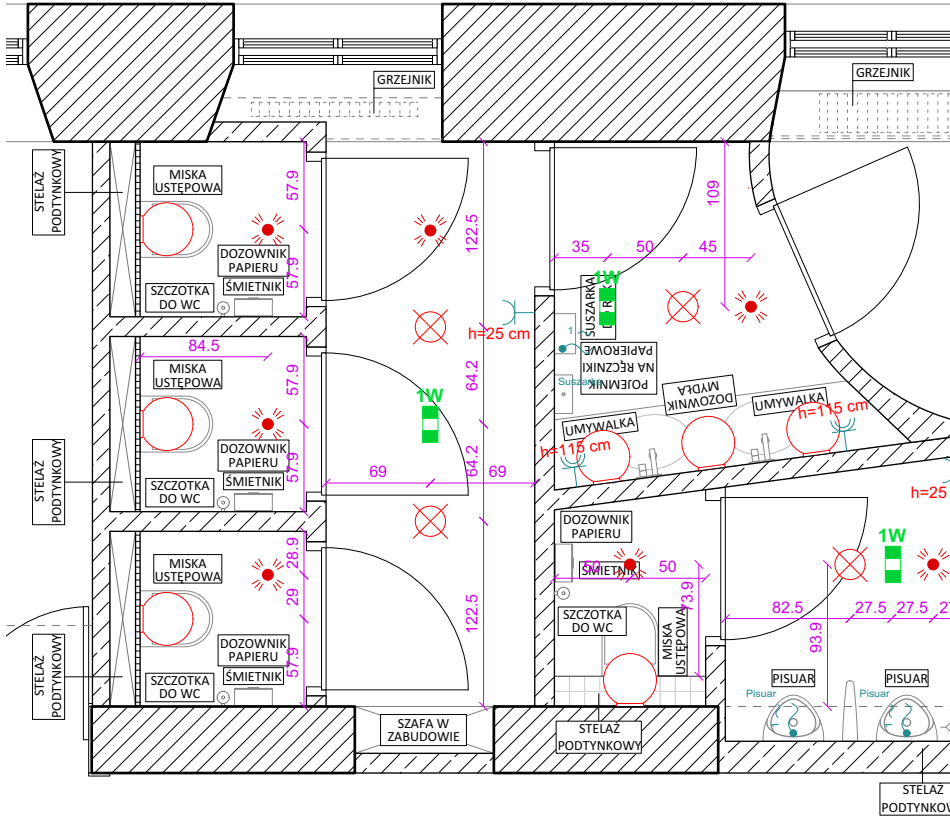 GRZEJNIK
GRZEJNIK
STELAŻ
PODTYNKOWY
MISKA
USTĘPOWA
57.9
DOZOWNIK
PAPIERU
57.9
SZCZOTKA
DO WC
ŚMIETNIK
122.5
109
35
50
45
1W
SUSZARKA
h=25 cm
1
POJEMNIK
NA RĘCZNIKI
PAPIEROWE
Suszarka
DOZOWNIK
MYDŁA
UMYWALKA
UMYWALKA
h=115 cm
h=115 cm
84.5
MISKA
USTĘPOWA
57.9
64.2
1W
STELAŻ
PODTYNKOWY
DOZOWNIK
PAPIERU
57.9
SZCZOTKA
DO WC
ŚMIETNIK
69
64.2
69
h=25
DOZOWNIK
PAPIERU
1W
MISKA
USTĘPOWA
28.9
29
50
ŚMIETNIK
50
73.9
82.5
27.5
27.5
27
SZCZOTKA
DO WC
MISKA
USTĘPOWA
93.9
122.5
STELAŻ
PODTYNKOWY
DOZOWNIK
PAPIERU
57.9
SZCZOTKA
DO WC
ŚMIETNIK
PISUAR
PISUAR
Pisuar
Pisuar
SZAFA W
ZABUDOWIE
STELAŻ
PODTYNKOWY
STELAŻ
PODTYNKOW